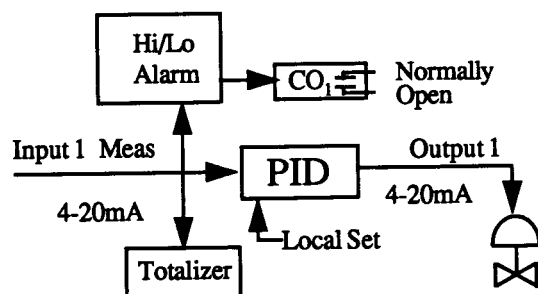 Hi/Lo
Alarm
CO₁
Normally
Open
Input 1 Meas
PID
Output 1
4-20mA
4-20mA
Local Set
Totalizer